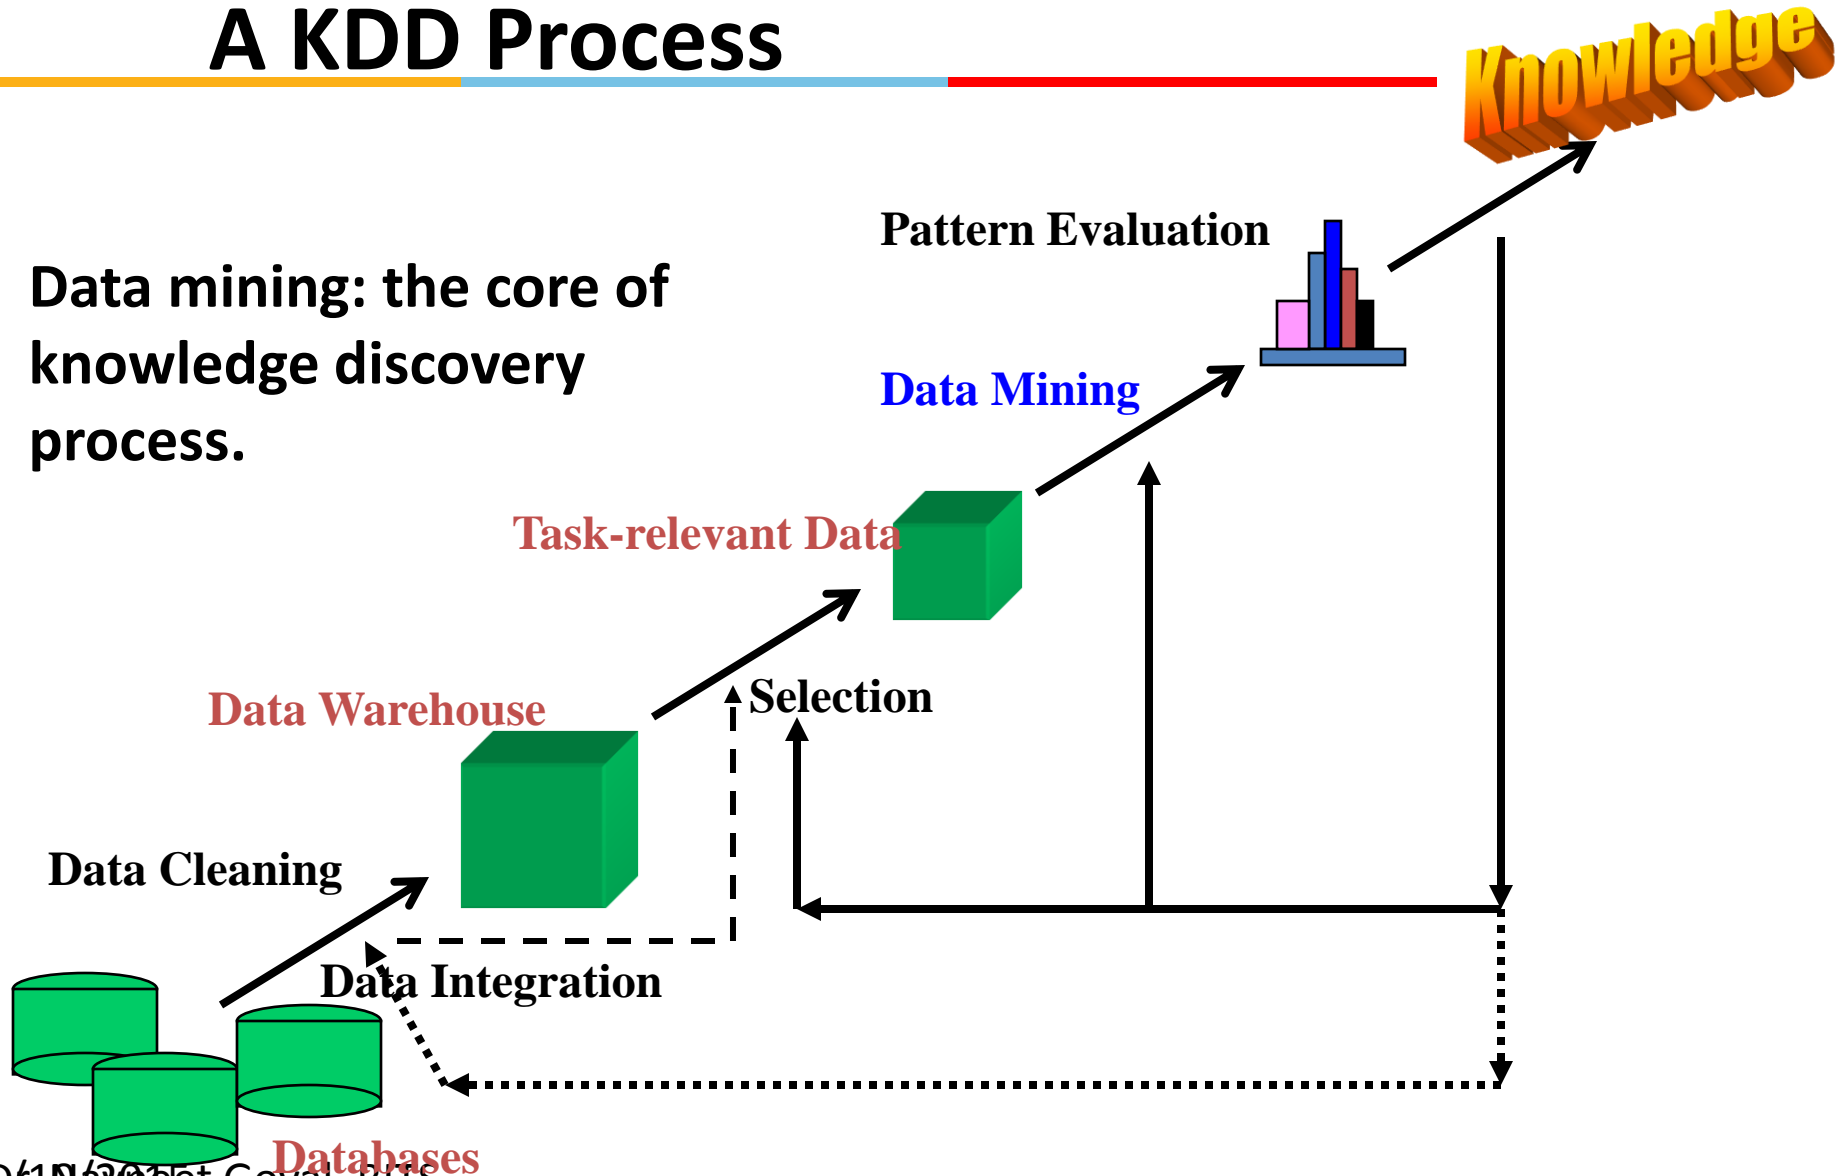 A KDD Process
Knowledge
Pattern Evaluation
Data mining: the core of
knowledge discovery
process.
Data Mining
Task-relevant Data
Selection
Data Warehouse
Data Cleaning
Data Integration
Databases